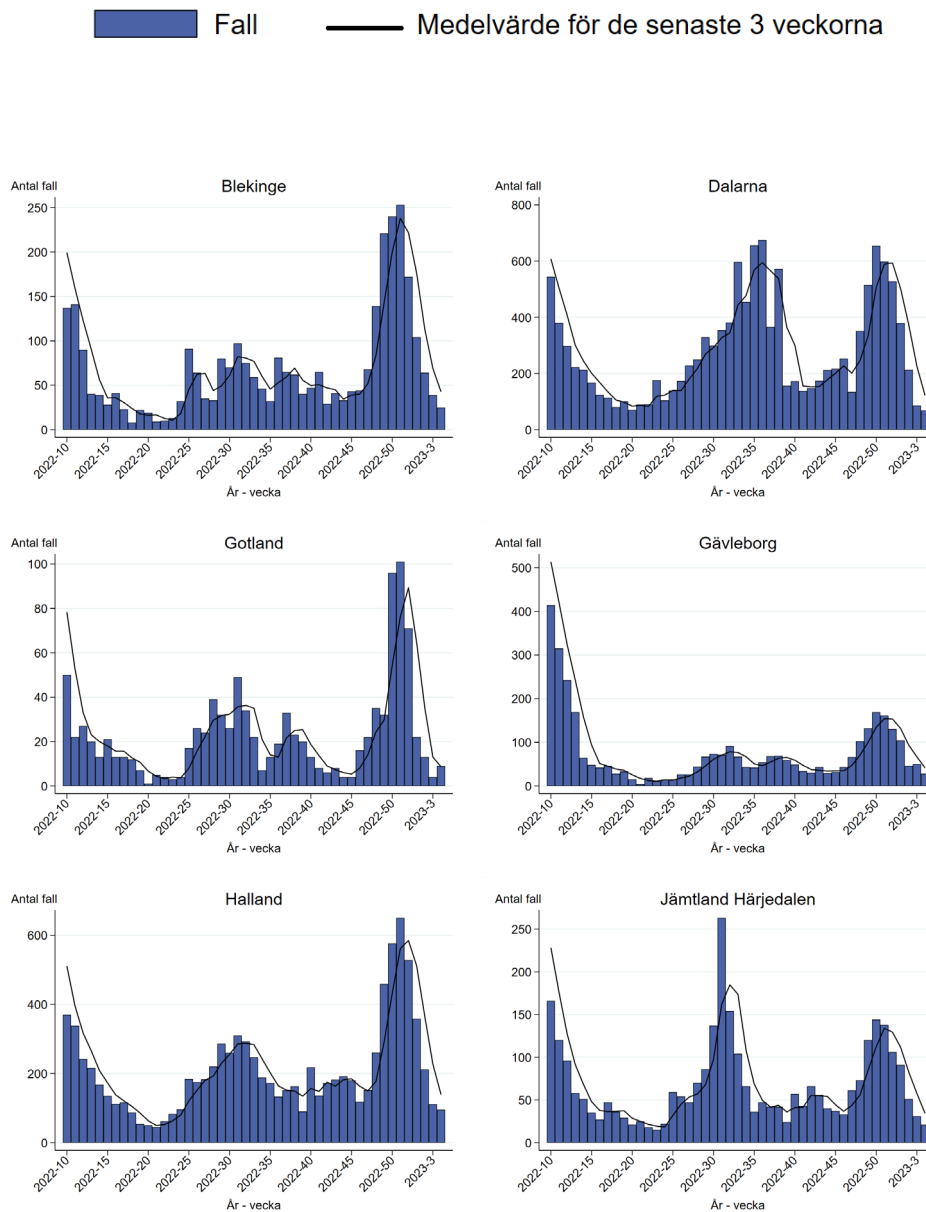 Fall Medelvärde för de senaste 3 veckorna
Antal fall
Blekinge
250
200
150
100
50
0
2022-10 2022-15 2022-20 2022-25 2022-30 2022-35 2022-40 2022-45 2022-50 2023-3
År - vecka
Antal fall
Dalarna
800
600
400
200
0
2022-10 2022-15 2022-20 2022-25 2022-30 2022-35 2022-40 2022-45 2022-50 2023-3
År - vecka
Antal fall
Gotland
100
80
60
40
20
0
2022-10 2022-15 2022-20 2022-25 2022-30 2022-35 2022-40 2022-45 2022-50 2023-3
År - vecka
Antal fall
Gävleborg
500
400
300
200
100
0
2022-10 2022-15 2022-20 2022-25 2022-30 2022-35 2022-40 2022-45 2022-50 2023-3
År - vecka
Antal fall
Halland
600
400
200
0
2022-10 2022-15 2022-20 2022-25 2022-30 2022-35 2022-40 2022-45 2022-50 2023-3
År - vecka
Antal fall
Jämtland Härjedalen
250
200
150
100
50
0
2022-10 2022-15 2022-20 2022-25 2022-30 2022-35 2022-40 2022-45 2022-50 2023-3
År - vecka